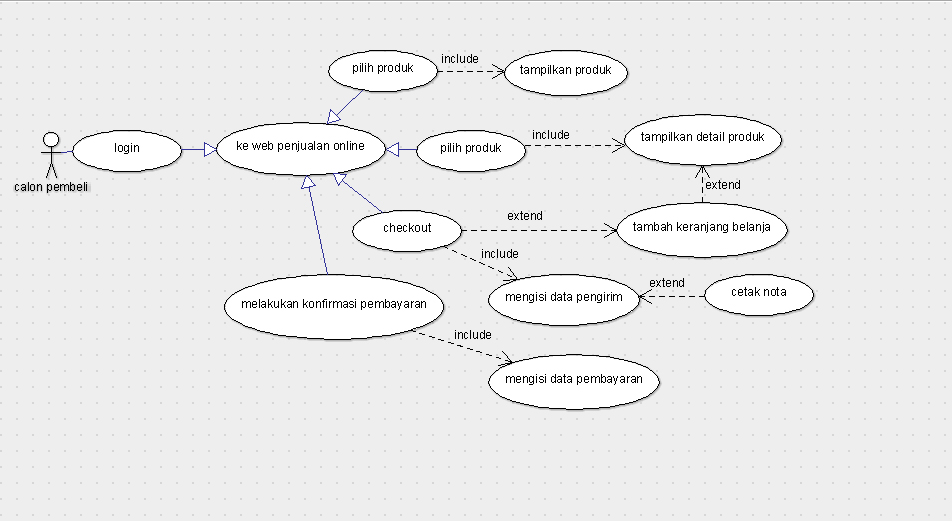 include
pilih produk
tampilkan produk
include
tampilkan detail produk
login
ke web penjualan online
pilih produk
calon pembeli
extend
extend
checkout
tambah keranjang belanja
include
extend
cetak nota
melakukan konfirmasi pembayaran
mengisi data pengirim
include
mengisi data pembayaran